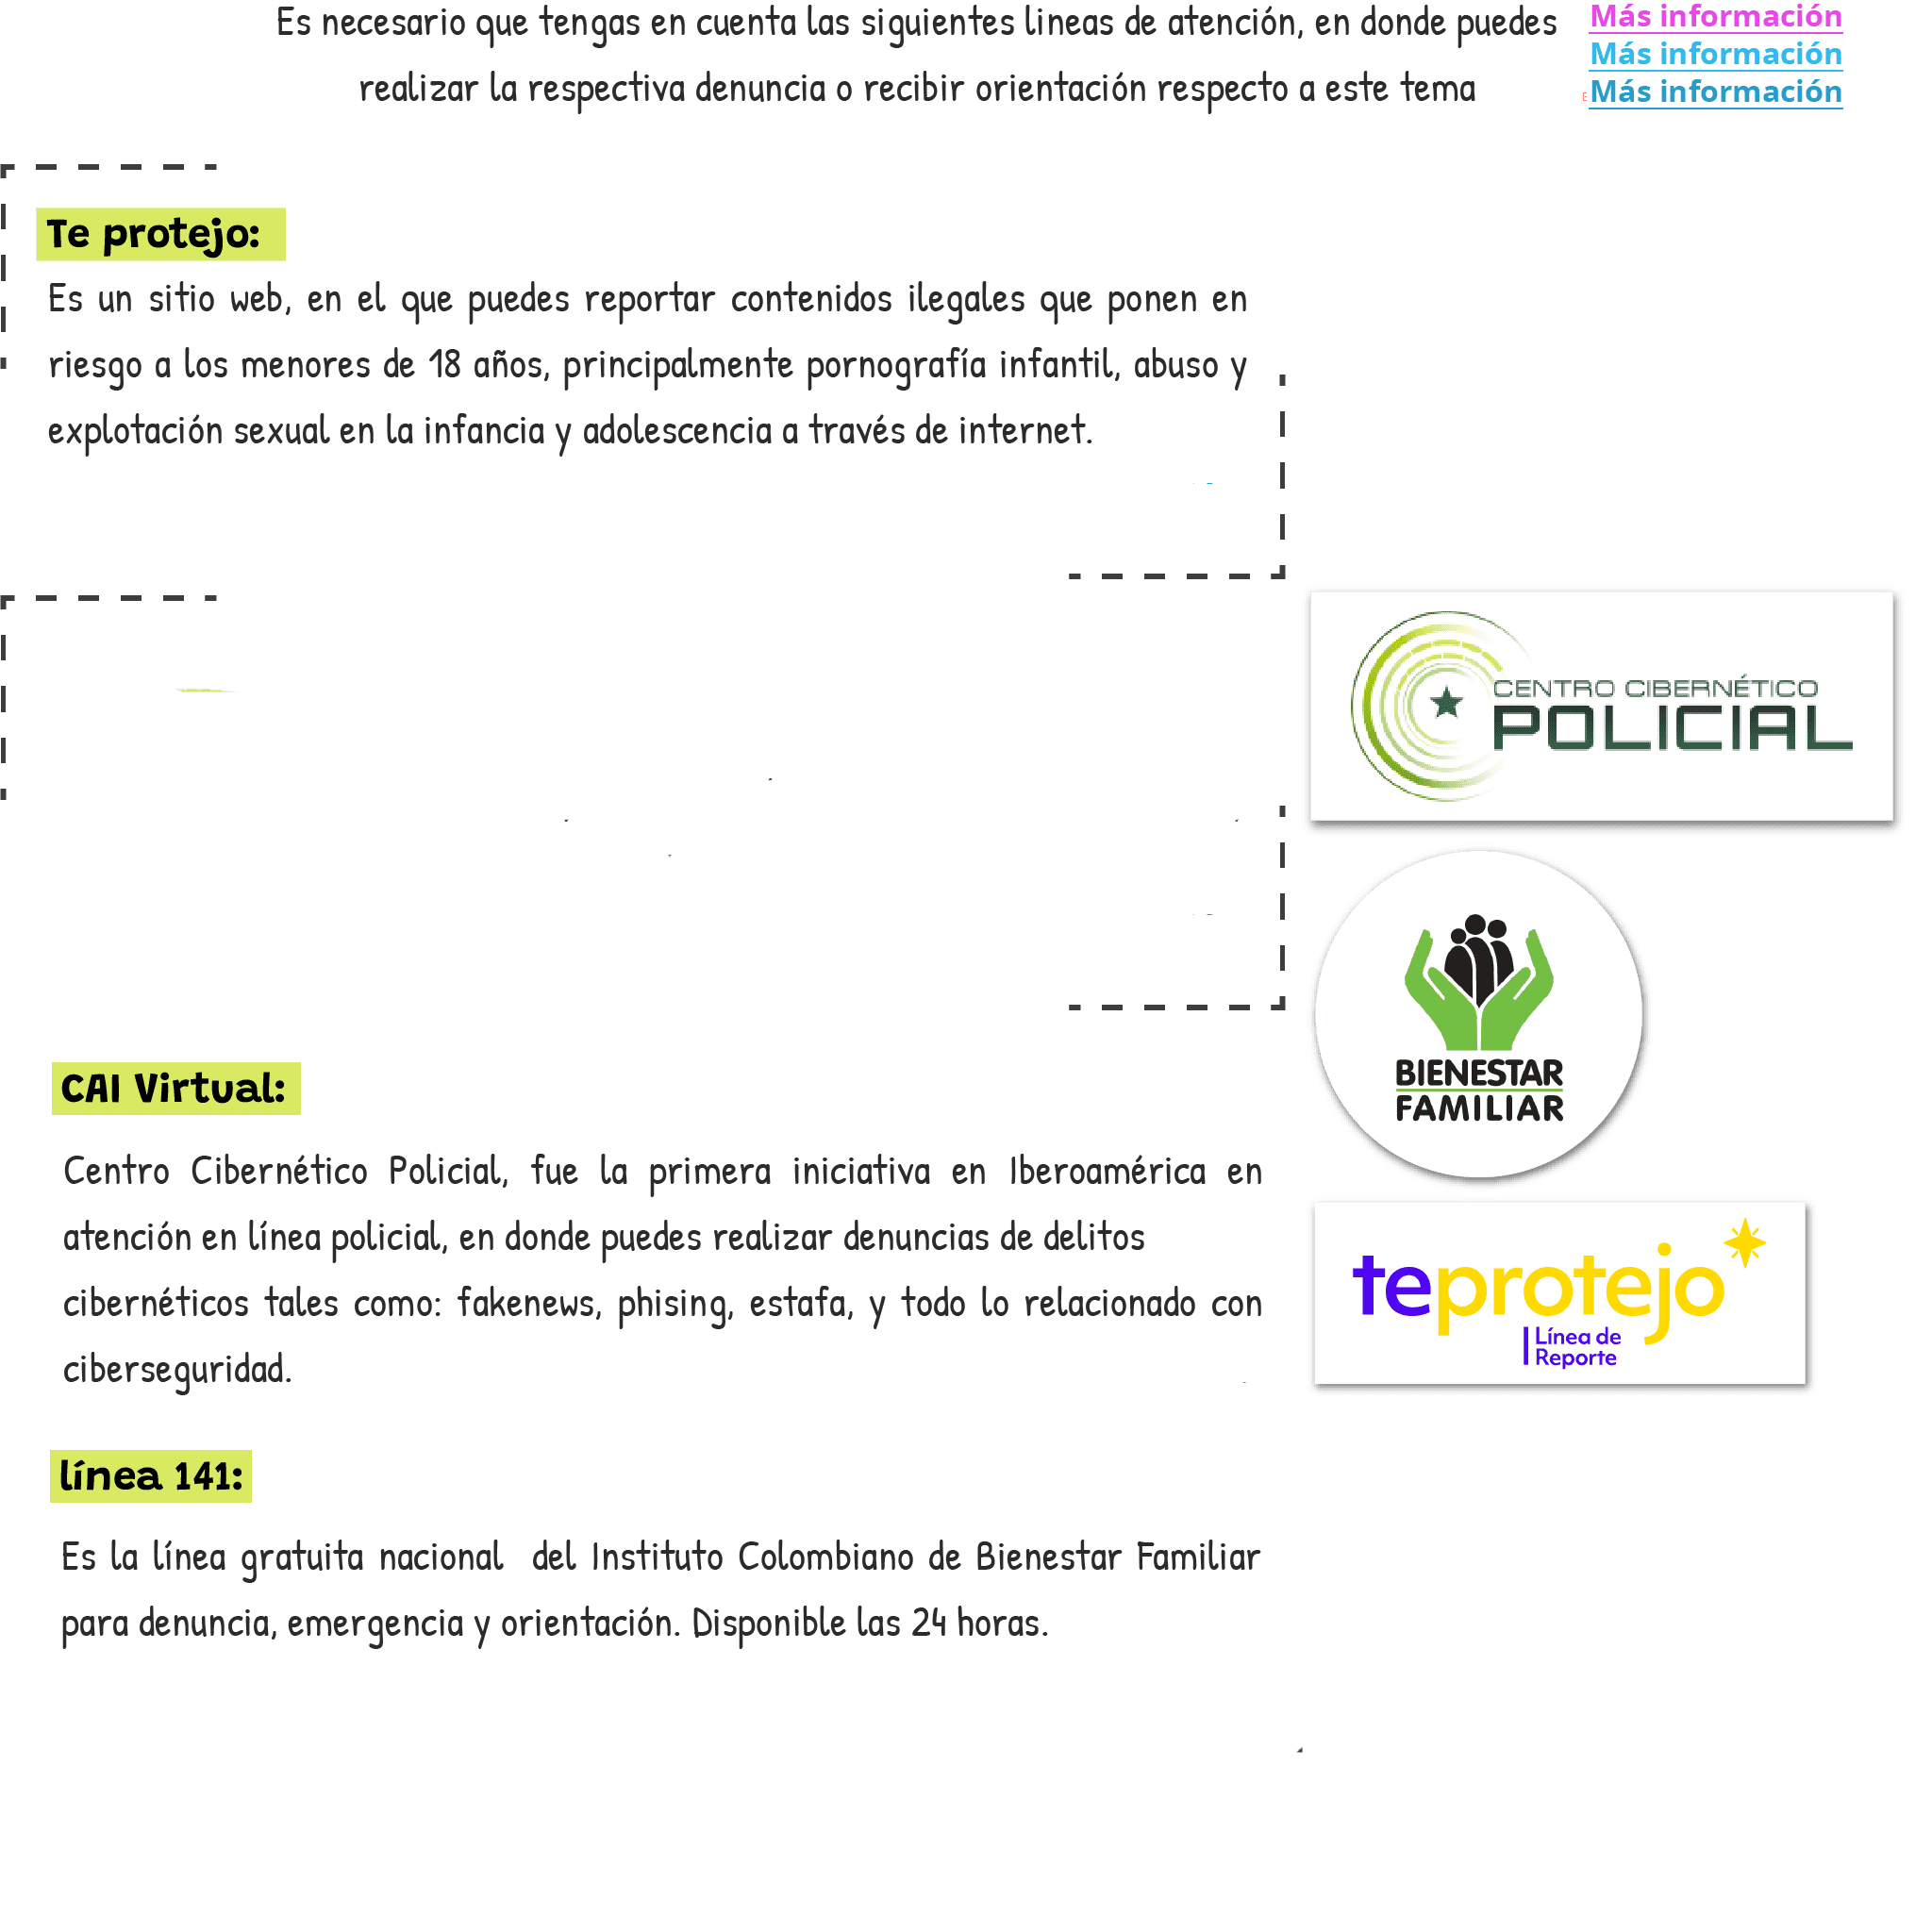 Es necesario que tengas en cuenta las siguientes lineas de atención, en donde puedes
realizar la respectiva denuncia o recibir orientación respecto a este tema
Más información
Más información
Más información
Te protejo:
Es un sitio web, en el que puedes reportar contenidos ilegales que ponen en
riesgo a los menores de 18 años, principalmente pornografía infantil, abuso y
explotación sexual en la infancia y adolescencia a través de internet.
CENTRO CIBERNÉTICO
POLICIAL
BIENESTAR
FAMILIAR
CAI Virtual:
Centro Cibernético Policial, fue la primera iniciativa en Iberoamérica en
atención en línea policial, en donde puedes realizar denuncias de delitos
cibernéticos tales como: fakenews, phising, estafa, y todo lo relacionado con
ciberseguridad.
teprotejo
Línea de
Reporte
línea 141:
Es la línea gratuita nacional del Instituto Colombiano de Bienestar Familiar
para denuncia, emergencia y orientación. Disponible las 24 horas.